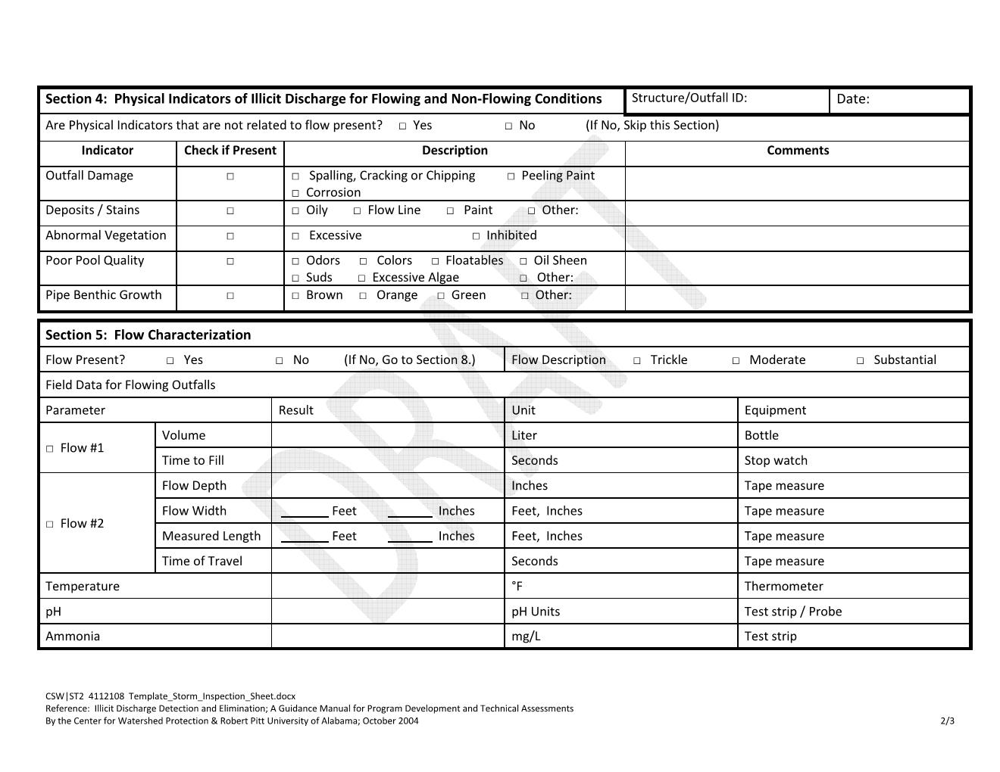 Section 4:  Physical Indicators of Illicit Discharge for Flowing and Non-Flowing Conditions Structure/Outfall ID: Date:
Are Physical Indicators that are not related to flow present? □ Yes □ No (If No, Skip this Section)
Indicator Check if Present Description Comments
Outfall Damage □ □ Spalling, Cracking or Chipping □ Peeling Paint
□ Corrosion
Deposits / Stains □ □ Oily □ Flow Line □ Paint □ Other:
Abnormal Vegetation □ □ Excessive □ Inhibited
Poor Pool Quality □ □ Odors □ Colors □ Floatables □ Oil Sheen
□ Suds □ Excessive Algae □ Other:
Pipe Benthic Growth □ □ Brown □ Orange □ Green □ Other:
Section 5:  Flow Characterization
Flow Present? □ Yes □ No (If No, Go to Section 8.) Flow Description □ Trickle □ Moderate □ Substantial
Field Data for Flowing Outfalls
Parameter Result Unit Equipment
□ Flow #1
Volume Liter Bottle
Time to Fill Seconds Stop watch
□ Flow #2
Flow Depth Inches Tape measure
Flow Width ______ Feet ______ Inches Feet, Inches Tape measure
Measured Length ______ Feet ______ Inches Feet, Inches Tape measure
Time of Travel Seconds Tape measure
Temperature °F Thermometer
pH pH Units Test strip / Probe
Ammonia mg/L Test strip
DRAFT
CSW|ST2 4112108 Template_Storm_Inspection_Sheet.docx
Reference: Illicit Discharge Detection and Elimination; A Guidance Manual for Program Development and Technical Assessments
By the Center for Watershed Protection & Robert Pitt University of Alabama; October 2004 2/3